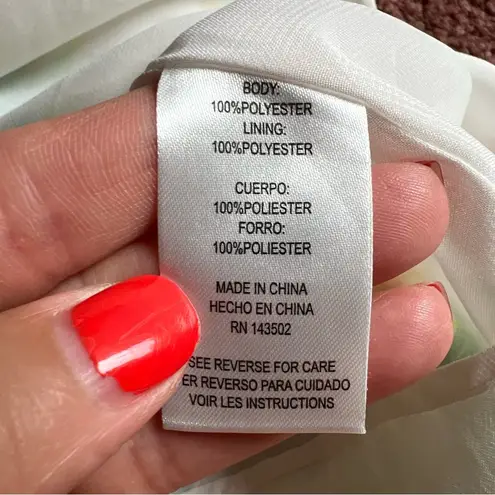 BODY:
100%POLYESTER
LINING:
100%POLYESTER
CUERPO:
100%POLIESTER
FORRO:
100%POLIESTER
MADE IN CHINA
HECHO EN CHINA
RN 143502
SEE REVERSE FOR CARE
ER REVERSO PARA CUIDADO
VOIR LES INSTRUCTIONS